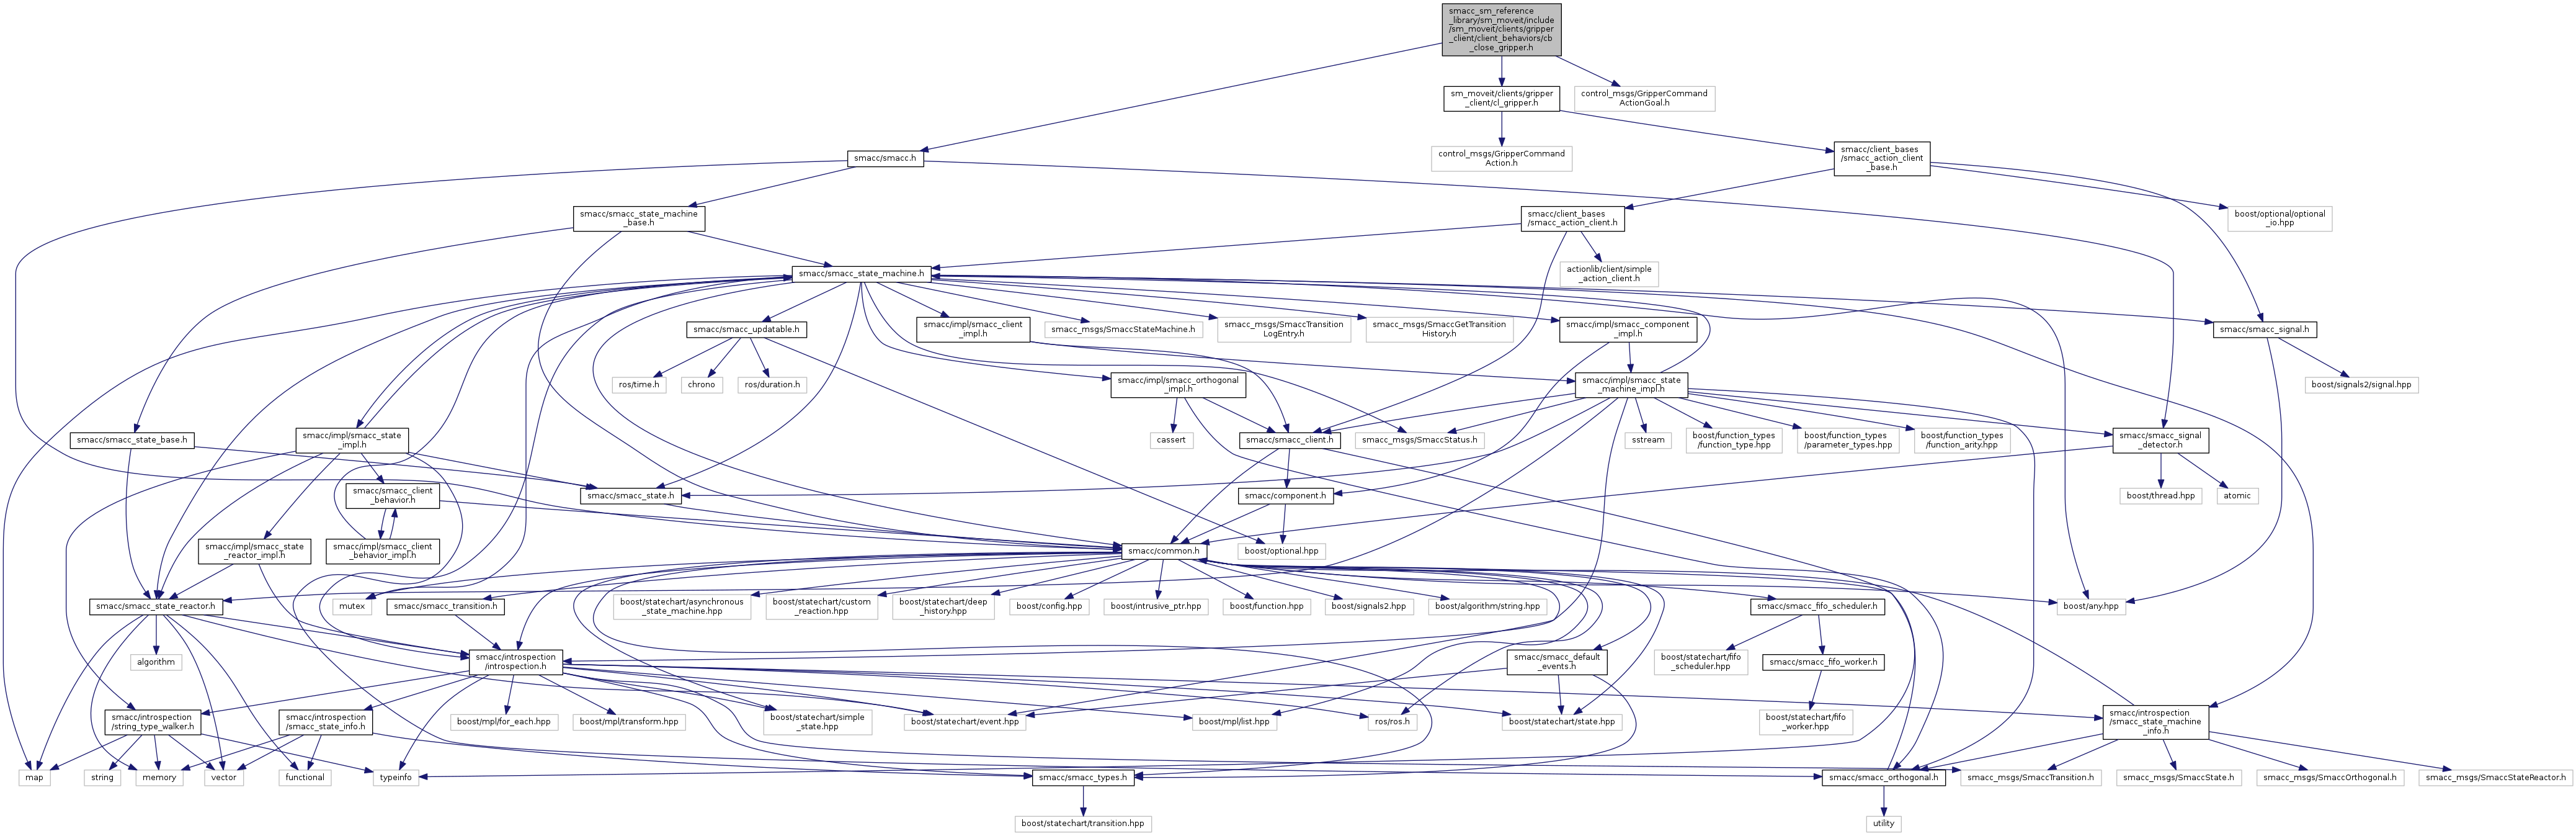 smacc_sm_reference
_library/sm_moveit/include
/sm_moveit/clients/gripper
_client/client_behaviors/cb
_close_gripper.h
sm_moveit/clients/gripper
_client/cl_gripper.h
control_msgs/GripperCommand
ActionGoal.h
smacc/smacc.h
control_msgs/GripperCommand
Action.h
smacc/client_bases
/smacc_action_client
_base.h
smacc/smacc_state_machine
_base.h
smacc/client_bases
/smacc_action_client.h
boost/optional/optional
_io.hpp
smacc/smacc_state_machine.h
actionlib/client/simple
_action_client.h
smacc/smacc_updatable.h
smacc/impl/smacc_client
_impl.h
smacc_msgs/SmaccStateMachine.h
smacc_msgs/SmaccTransition
LogEntry.h
smacc_msgs/SmaccGetTransition
History.h
smacc/impl/smacc_component
_impl.h
smacc/smacc_signal.h
ros/time.h
chrono
ros/duration.h
smacc/impl/smacc_orthogonal
_impl.h
smacc/impl/smacc_state
_machine_impl.h
boost/signals2/signal.hpp
smacc/smacc_state_base.h
smacc/impl/smacc_state
_impl.h
cassert
smacc/smacc_client.h
smacc_msgs/SmaccStatus.h
sstream
boost/function_types
/function_type.hpp
boost/function_types
/parameter_types.hpp
boost/function_types
/function_arity.hpp
smacc/smacc_signal
_detector.h
smacc/smacc_client
_behavior.h
smacc/smacc_state.h
smacc/component.h
boost/thread.hpp
atomic
smacc/impl/smacc_state
_reactor_impl.h
smacc/impl/smacc_client
_behavior_impl.h
smacc/common.h
boost/optional.hpp
smacc/smacc_state_reactor.h
mutex
smacc/smacc_transition.h
boost/statechart/asynchronous
_state_machine.hpp
boost/statechart/custom
_reaction.hpp
boost/statechart/deep
_history.hpp
boost/config.hpp
boost/intrusive_ptr.hpp
boost/function.hpp
boost/signals2.hpp
boost/algorithm/string.hpp
smacc/smacc_fifo_scheduler.h
boost/any.hpp
algorithm
smacc/introspection
/introspection.h
smacc/smacc_default
_events.h
boost/statechart/fifo
_scheduler.hpp
smacc/smacc_fifo_worker.h
smacc/introspection
/string_type_walker.h
smacc/introspection
/smacc_state_info.h
boost/mpl/for_each.hpp
boost/mpl/transform.hpp
boost/statechart/simple
_state.hpp
boost/statechart/event.hpp
boost/mpl/list.hpp
ros/ros.h
boost/statechart/state.hpp
boost/statechart/fifo
_worker.hpp
smacc/introspection
/smacc_state_machine
_info.h
map
string
memory
vector
functional
typeinfo
smacc/smacc_types.h
smacc/smacc_orthogonal.h
smacc_msgs/SmaccTransition.h
smacc_msgs/SmaccState.h
smacc_msgs/SmaccOrthogonal.h
smacc_msgs/SmaccStateReactor.h
boost/statechart/transition.hpp
utility